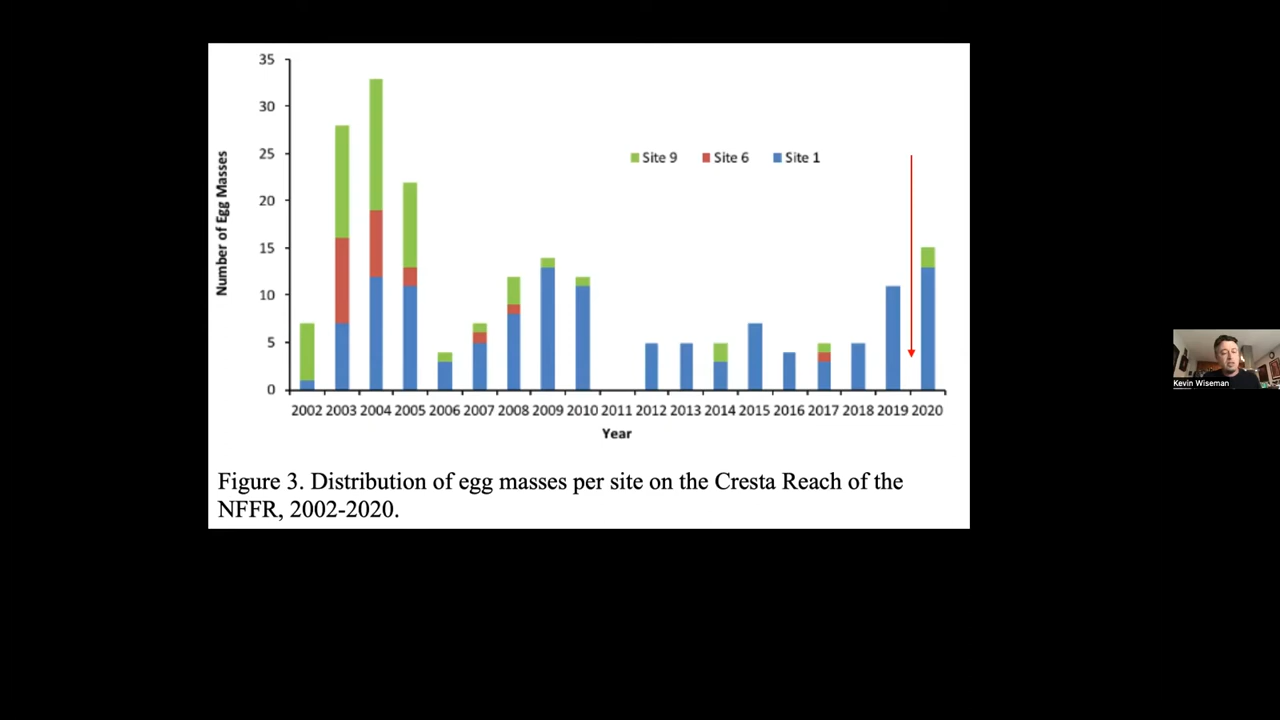 35
30
25
20
15
10
5
0
Number of Egg Masses
Site 9 Site 6 Site 1
2002 2003 2004 2005 2006 2007 2008 2009 2010 2011 2012 2013 2014 2015 2016 2017 2018 2019 2020
Year
Figure 3. Distribution of egg masses per site on the Cresta Reach of the
NFFR, 2002-2020.
Kevin Wiseman